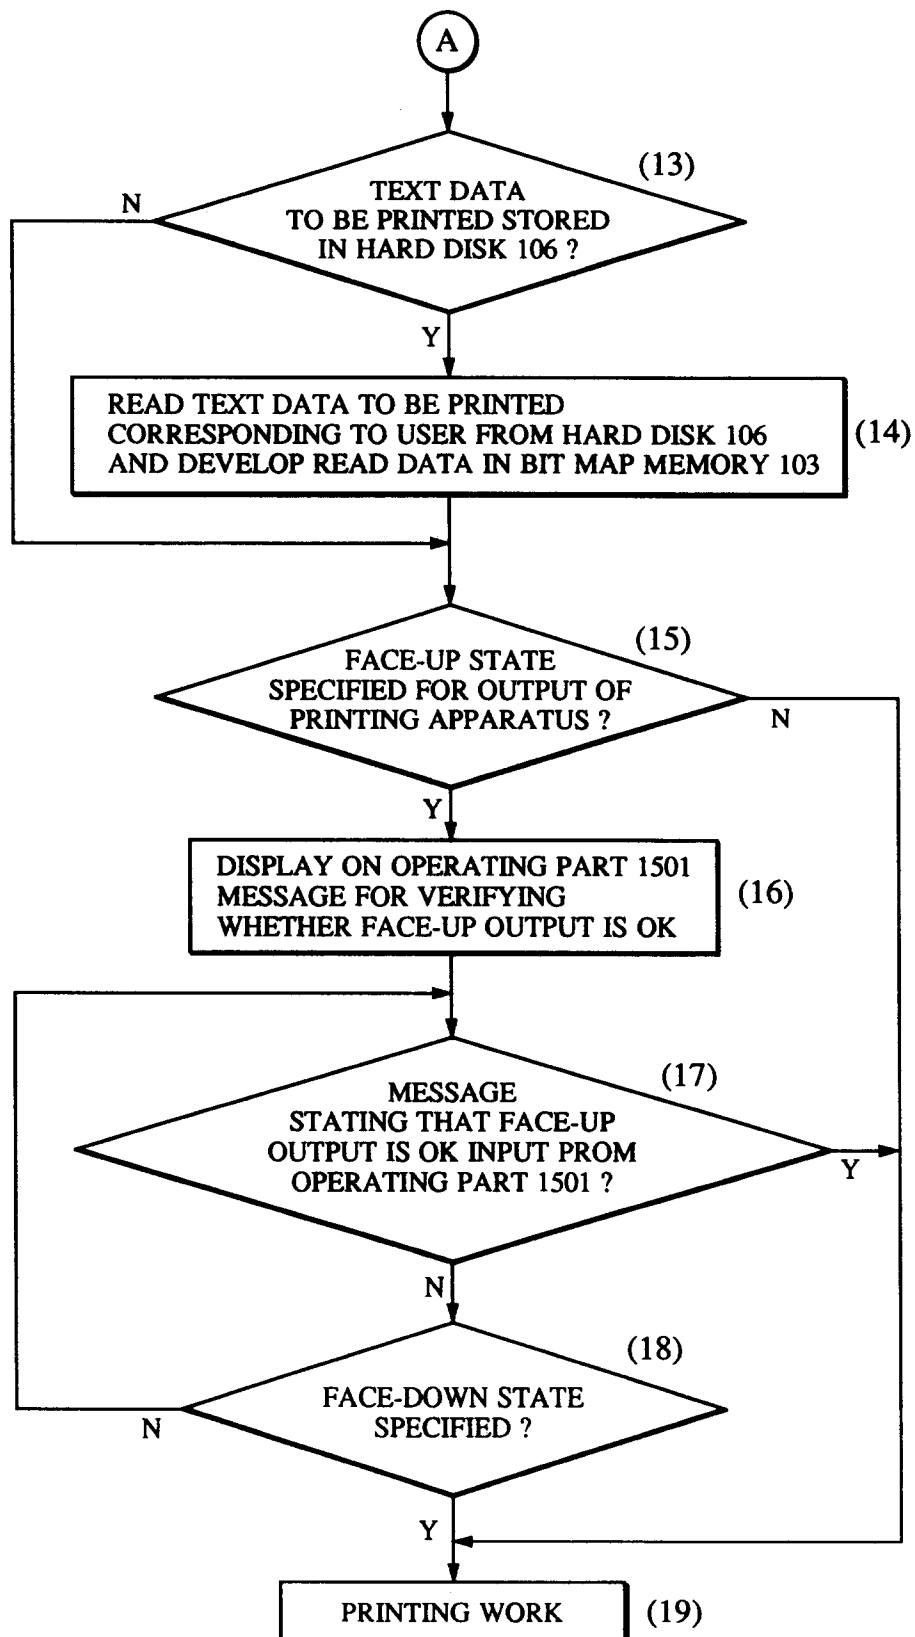 A
(13)
TEXT DATA
TO BE PRINTED STORED
IN HARD DISK 106 ?
N
Y
READ TEXT DATA TO BE PRINTED
CORRESPONDING TO USER FROM HARD DISK 106
AND DEVELOP READ DATA IN BIT MAP MEMORY 103
(14)
(15)
FACE-UP STATE
SPECIFIED FOR OUTPUT OF
PRINTING APPARATUS ?
N
Y
DISPLAY ON OPERATING PART 1501
MESSAGE FOR VERIFYING
WHETHER FACE-UP OUTPUT IS OK
(16)
(17)
MESSAGE
STATING THAT FACE-UP
OUTPUT IS OK INPUT PROM
OPERATING PART 1501 ?
Y
N
(18)
FACE-DOWN STATE
SPECIFIED ?
N
Y
PRINTING WORK
(19)